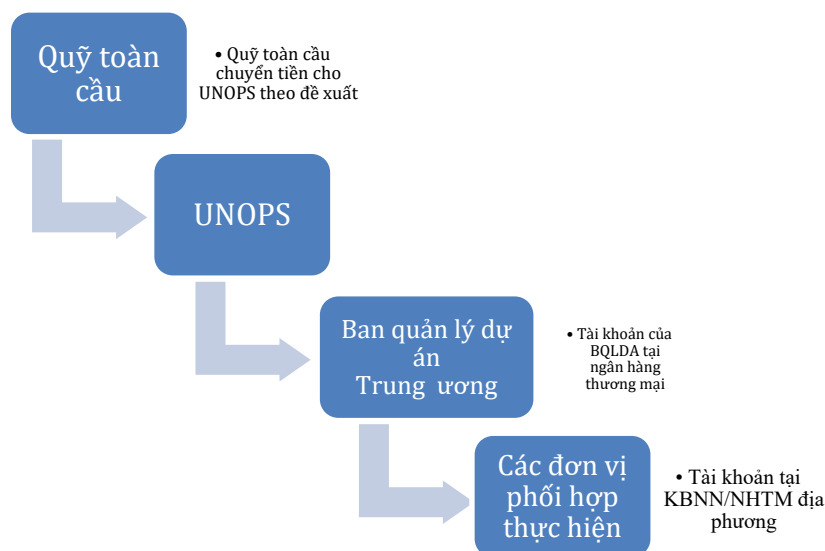 Quỹ toàn
cầu
• Quỹ toàn cầu
chuyển tiền cho
UNOPS theo đề xuất
UNOPS
Ban quản lý dự
án
Trung ương
• Tài khoản của
BQLDA tại
ngân hàng
thương mại
Các đơn vị
phối hợp
thực hiện
• Tài khoản tại
KBNN/NHTM địa
phương